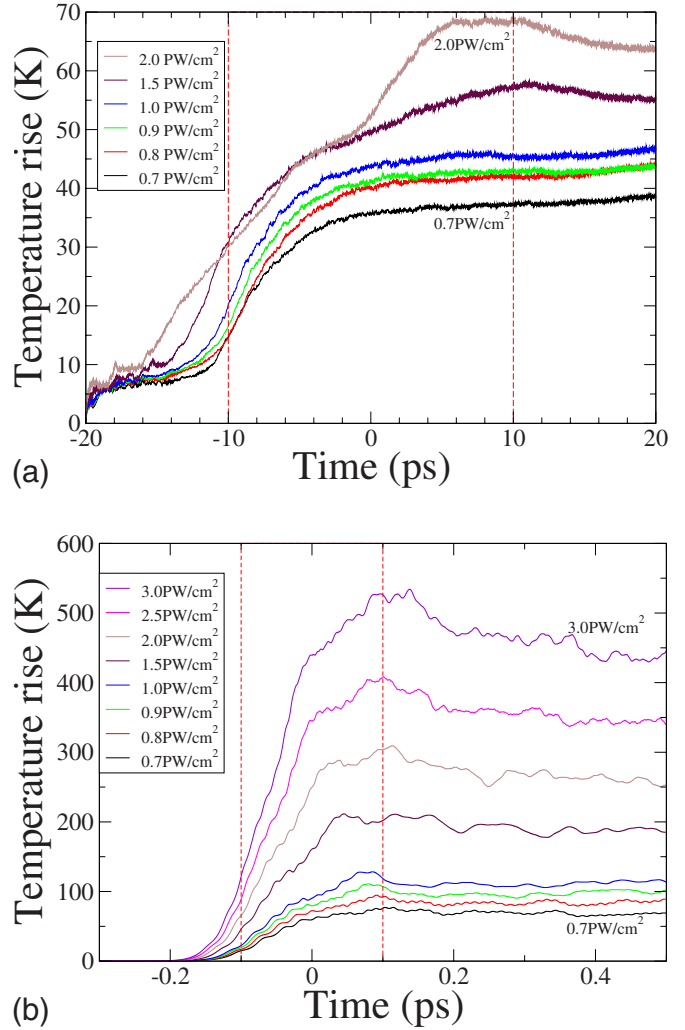 70
60
50
40
30
20
10
0
Temperature rise (K)
2.0 PW/cm²
1.5 PW/cm²
1.0 PW/cm²
0.9 PW/cm²
0.8 PW/cm²
0.7 PW/cm²
2.0PW/cm²
0.7PW/cm²
-20 -10 0 10 20
Time (ps)
(a)
600
500
400
300
200
100
0
Temperature rise (K)
3.0PW/cm²
2.5PW/cm²
2.0PW/cm²
1.5PW/cm²
1.0PW/cm²
0.9PW/cm²
0.8PW/cm²
0.7PW/cm²
3.0PW/cm²
0.7PW/cm²
-0.2 0 0.2 0.4
Time (ps)
(b)